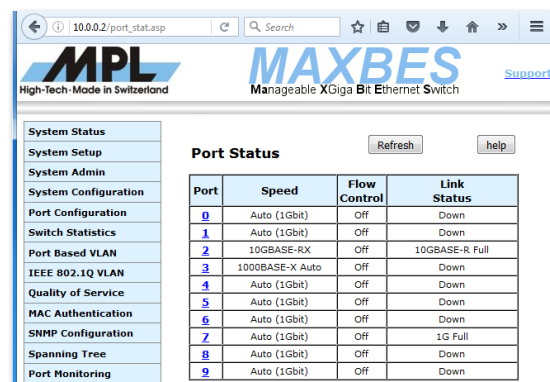 10.0.0.2/port_stat.asp
Search
MPL
High-Tech · Made in Switzerland
MAXBES
Manageable XGiga Bit Ethernet Switch
Support
System Status
System Setup
System Admin
System Configuration
Port Configuration
Switch Statistics
Port Based VLAN
IEEE 802.1Q VLAN
Quality of Service
MAC Authentication
SNMP Configuration
Spanning Tree
Port Monitoring
Port Status
Refresh
help
Port Speed Flow Control Link Status
0 Auto (1Gbit) Off Down
1 Auto (1Gbit) Off Down
2 10GBASE-RX Off 10GBASE-R Full
3 1000BASE-X Auto Off Down
4 Auto (1Gbit) Off Down
5 Auto (1Gbit) Off Down
6 Auto (1Gbit) Off Down
7 Auto (1Gbit) Off 1G Full
8 Auto (1Gbit) Off Down
9 Auto (1Gbit) Off Down